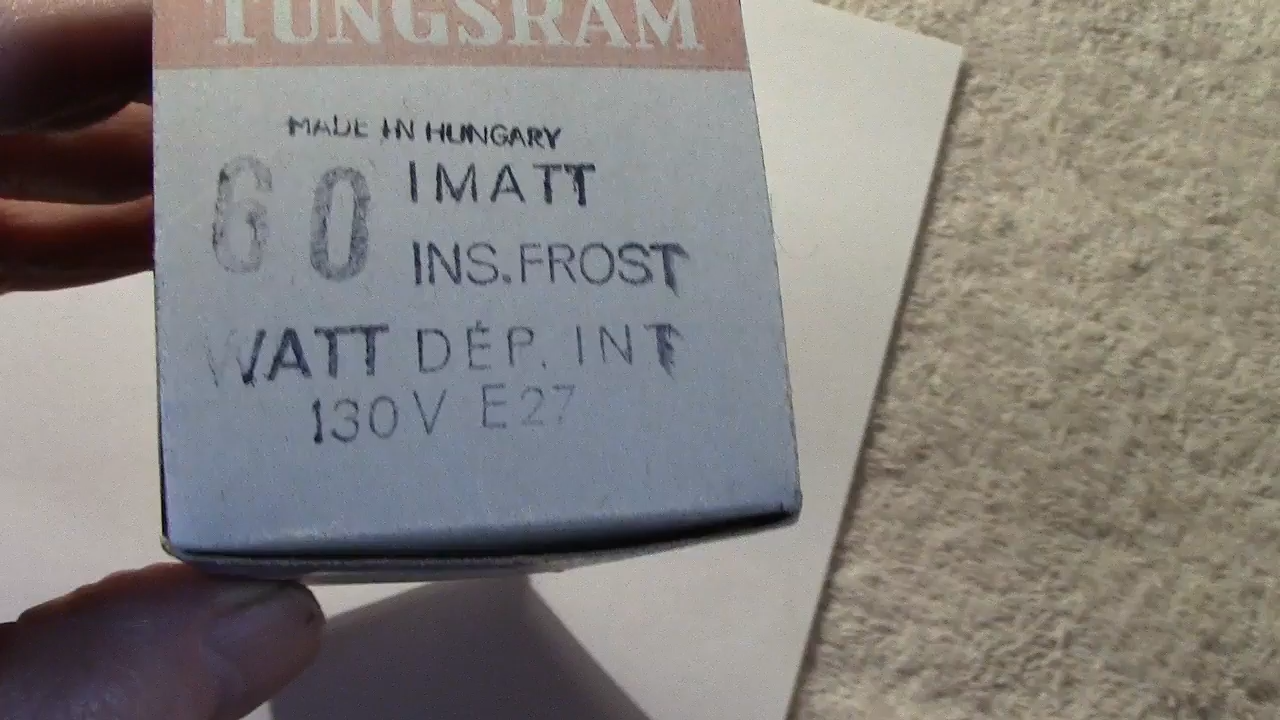 TUNGSRAM
MADE IN HUNGARY
60 IMATT
INS.FROST
WATT DÉP. INT
130V E27